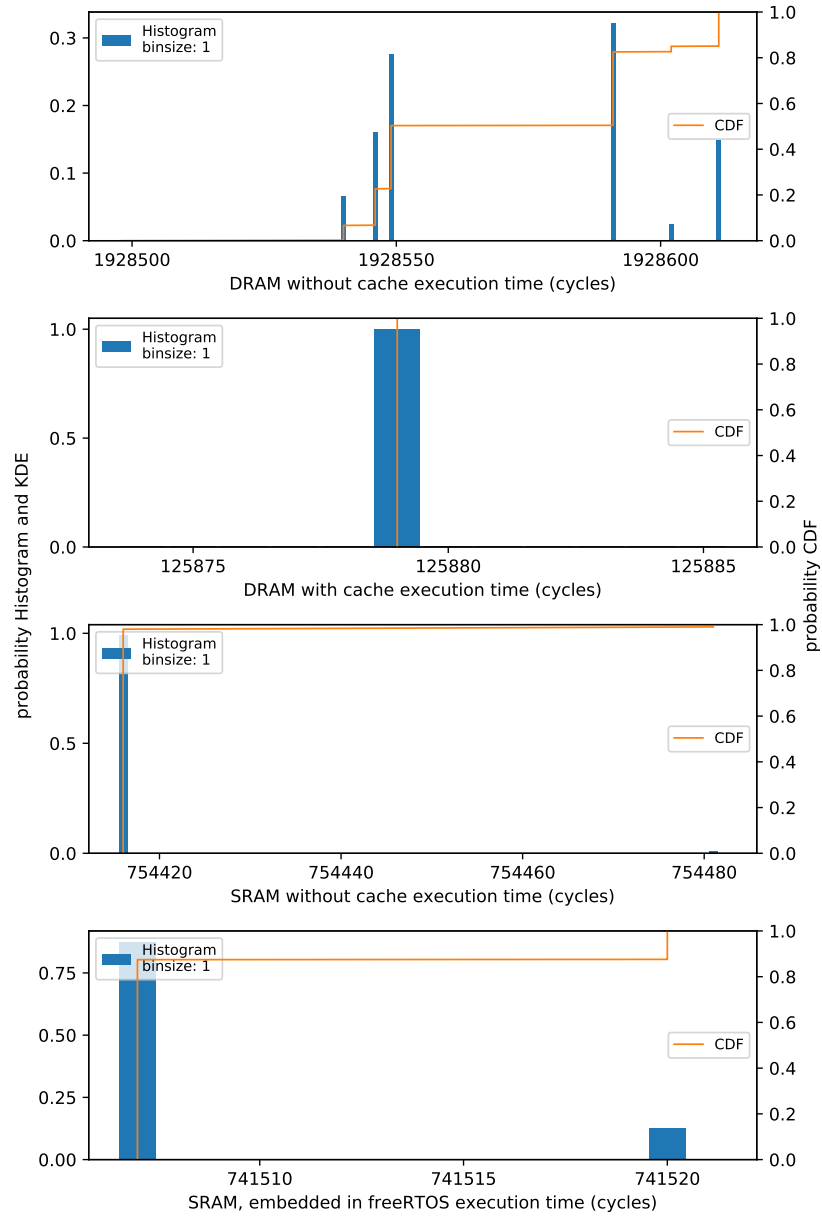 Histogram
binsize: 1
CDF
0.3
0.2
0.1
0.0
1.0
0.8
0.6
0.4
0.2
0.0
1928500 1928550 1928600
DRAM without cache execution time (cycles)
Histogram
binsize: 1
CDF
1.0
0.5
0.0
1.0
0.8
0.6
0.4
0.2
0.0
125875 125880 125885
DRAM with cache execution time (cycles)
probability Histogram and KDE
probability CDF
Histogram
binsize: 1
CDF
1.0
0.5
0.0
1.0
0.8
0.6
0.4
0.2
0.0
754420 754440 754460 754480
SRAM without cache execution time (cycles)
Histogram
binsize: 1
CDF
0.75
0.50
0.25
0.00
1.0
0.8
0.6
0.4
0.2
0.0
741510 741515 741520
SRAM, embedded in freeRTOS execution time (cycles)